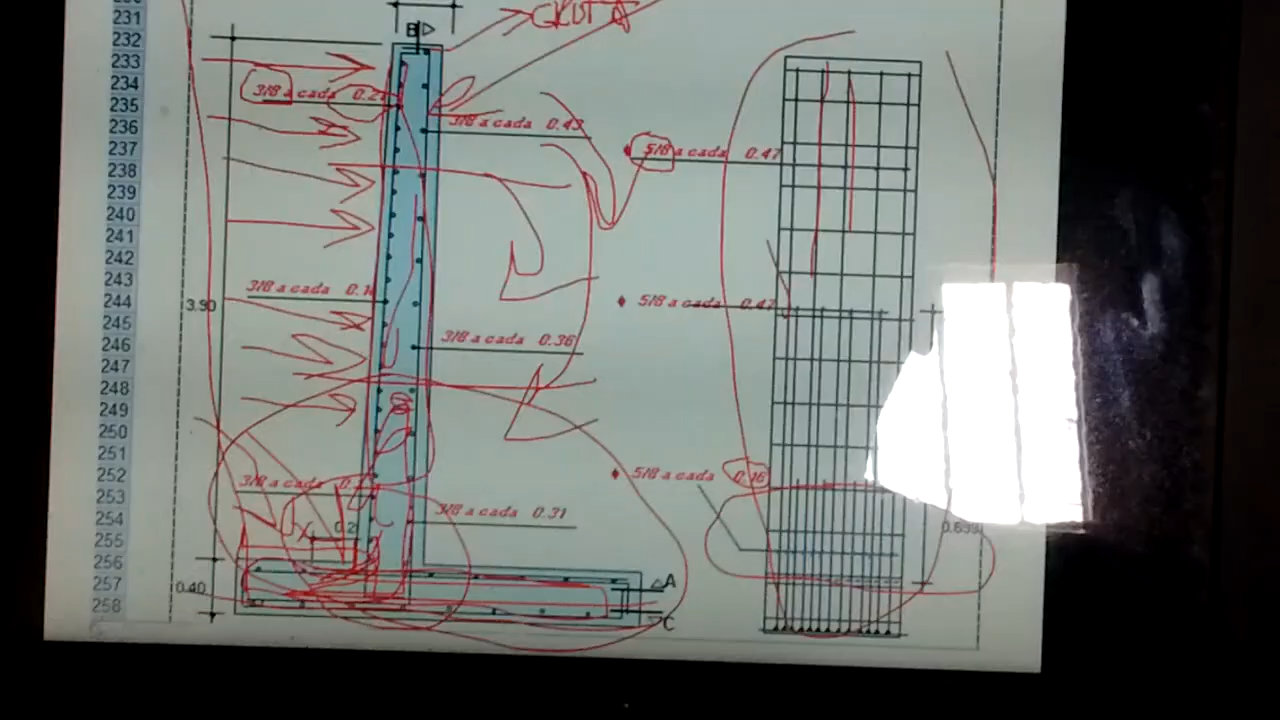 231
232
233
234
235
236
237
238
239
240
241
242
243
244
245
246
247
248
249
250
251
252
253
254
255
256
257
258
B
3/8 a cada
3/8 a cada 0.43
5/8 a cada 0.47
3.90
3/8 a cada
5/8 a cada 0.47
3/8 a cada 0.36
3/8 a cada
5/8 a cada 0.16
3/8 a cada 0.31
0.40
A
C